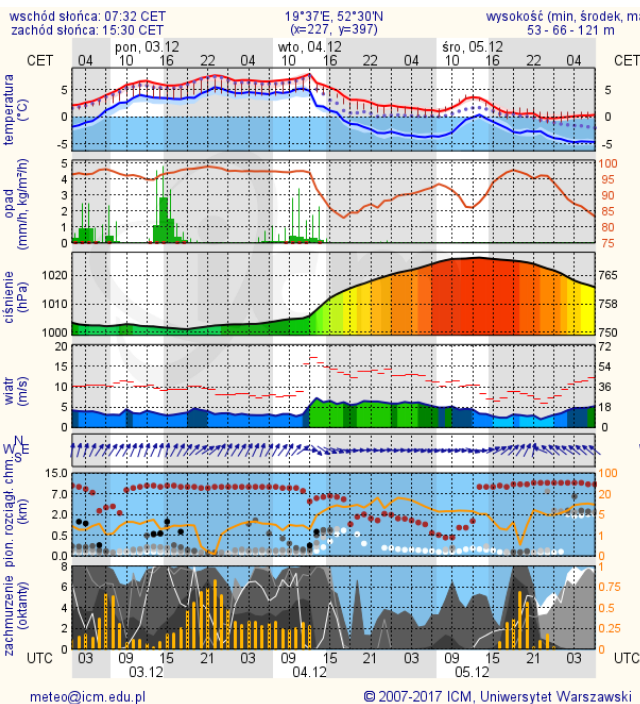 wschód słońca: 07:32 CET 19°37'E, 52°30'N wysokość (min, środek, ma
zachód słońca: 15:30 CET (x=227, y=397) 53 - 66 - 121 m
pon, 03.12 wto, 04.12 śro, 05.12
CET 04 10 16 22 04 10 16 22 04 10 16 22 04 CET
temperatura
(°C)
5
0
-5
5
0
-5
opad
(mm/h, kg/m²/h)
5
4
3
2
1
0
100
95
90
85
80
75
ciśnienie
(hPa)
1020
1010
1000
765
758
750
wiatr
(m/s)
20
15
10
5
0
72
54
36
18
0
N
W E
S
pion. rozciągł. chm.
(km)
15.0
7.0
2.0
0.5
0.0
100
20
5
1
0
zachmurzenie
(oktanty)
8
6
4
2
0
1
0.75
0.5
0.25
0
UTC 03 09 15 21 03 09 15 21 03 09 15 21 03 UTC
03.12 04.12 05.12
meteo@icm.edu.pl © 2007-2017 ICM, Uniwersytet Warszawski